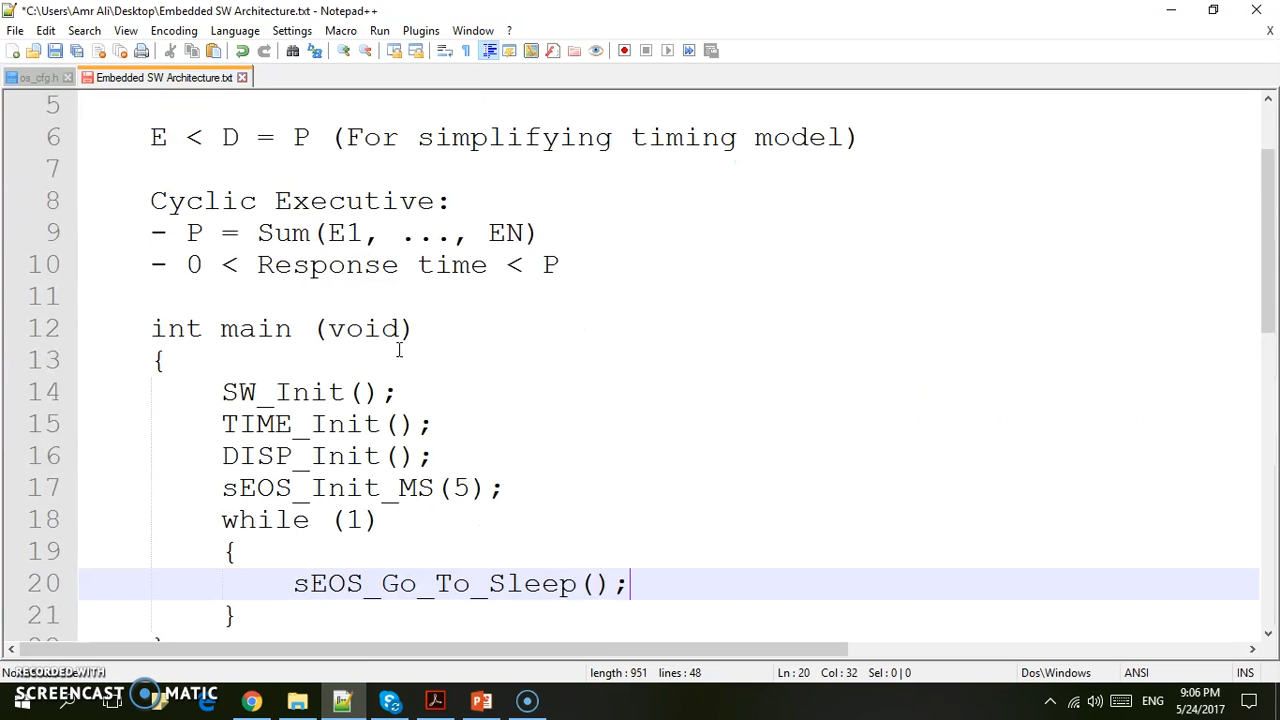 *C:\Users\Amr Ali\Desktop\Embedded SW Architecture.txt - Notepad++
File Edit Search View Encoding Language Settings Macro Run Plugins Window ? X
os_cfg.h Embedded SW Architecture.txt
5
6 E < D = P (For simplifying timing model)
7
8 Cyclic Executive:
9 - P = Sum(E1, ..., EN)
10 - 0 < Response time < P
11
12 int main (void)
13 {
14 SW_Init();
15 TIME_Init();
16 DISP_Init();
17 sEOS_Init_MS(5);
18 while (1)
19 {
20 sEOS_Go_To_Sleep();
21 }
length : 951 lines : 48 Ln : 20 Col : 32 Sel : 0 | 0 Dos\Windows ANSI INS
RECORDED WITH
SCREENCAST MATIC
ENG
9:06 PM
5/24/2017